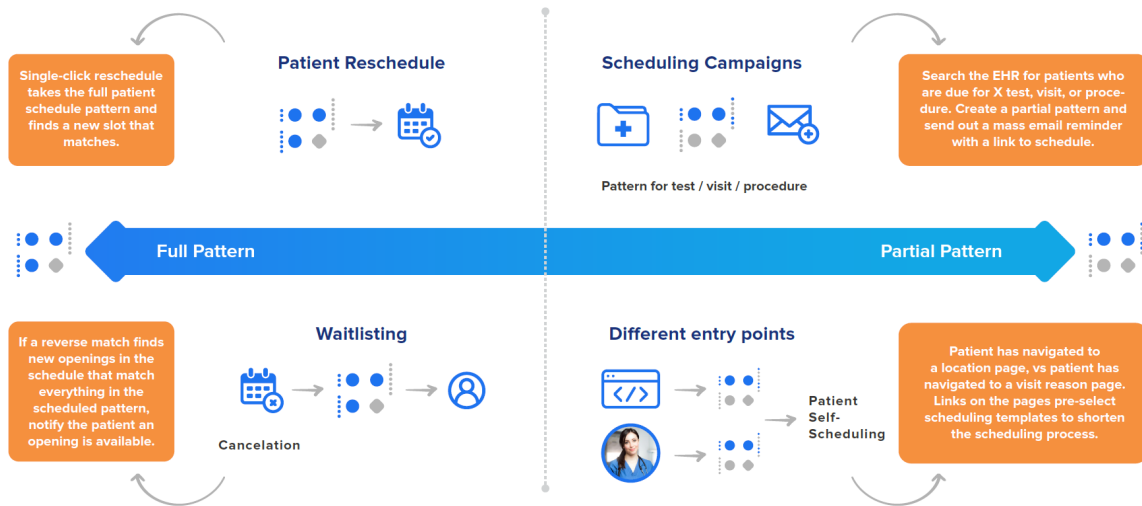 Single-click reschedule
takes the full patient
schedule pattern and
finds a new slot that
matches.
Patient Reschedule
Scheduling Campaigns
Pattern for test / visit / procedure
Search the EHR for patients who
are due for X test, visit, or proce-
dure. Create a partial pattern and
send out a mass email reminder
with a link to schedule.
Full Pattern
Partial Pattern
If a reverse match finds
new openings in the
schedule that match
everything in the
scheduled pattern,
notify the patient an
opening is available.
Waitlisting
Cancelation
Different entry points
Patient
Self-
Scheduling
Patient has navigated to
a location page, vs patient has
navigated to a visit reason page.
Links on the pages pre-select
scheduling templates to shorten
the scheduling process.